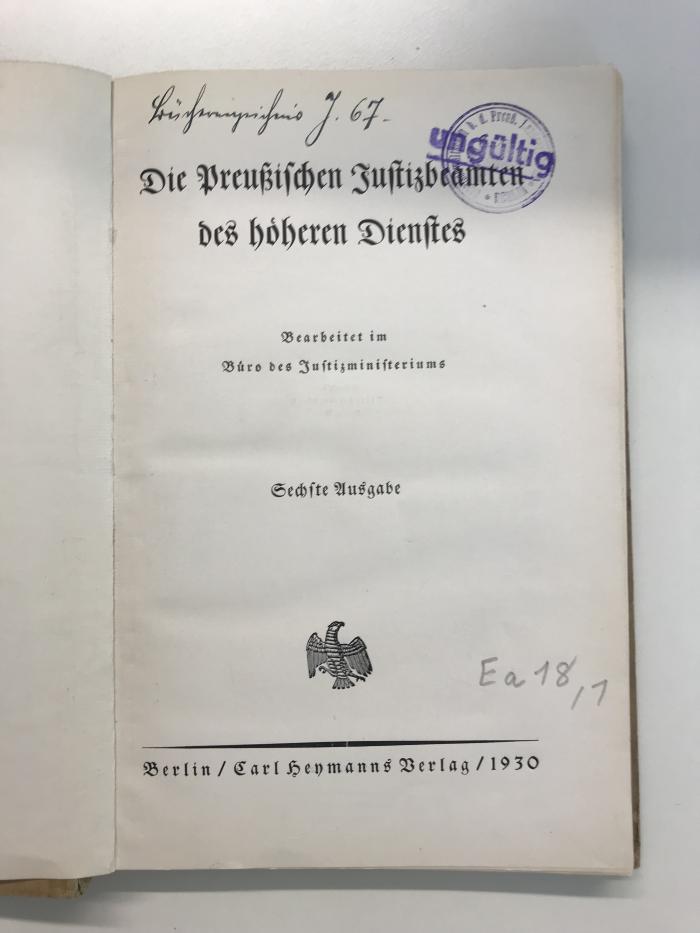 Bücherverzeichnis J. 67.
ungültig
Die Preußischen Justizbeamten
des höheren Dienstes
Bearbeitet im
Büro des Justizministeriums
Sechste Ausgabe
Ea 18,1
Berlin / Carl Heymanns Verlag / 1930